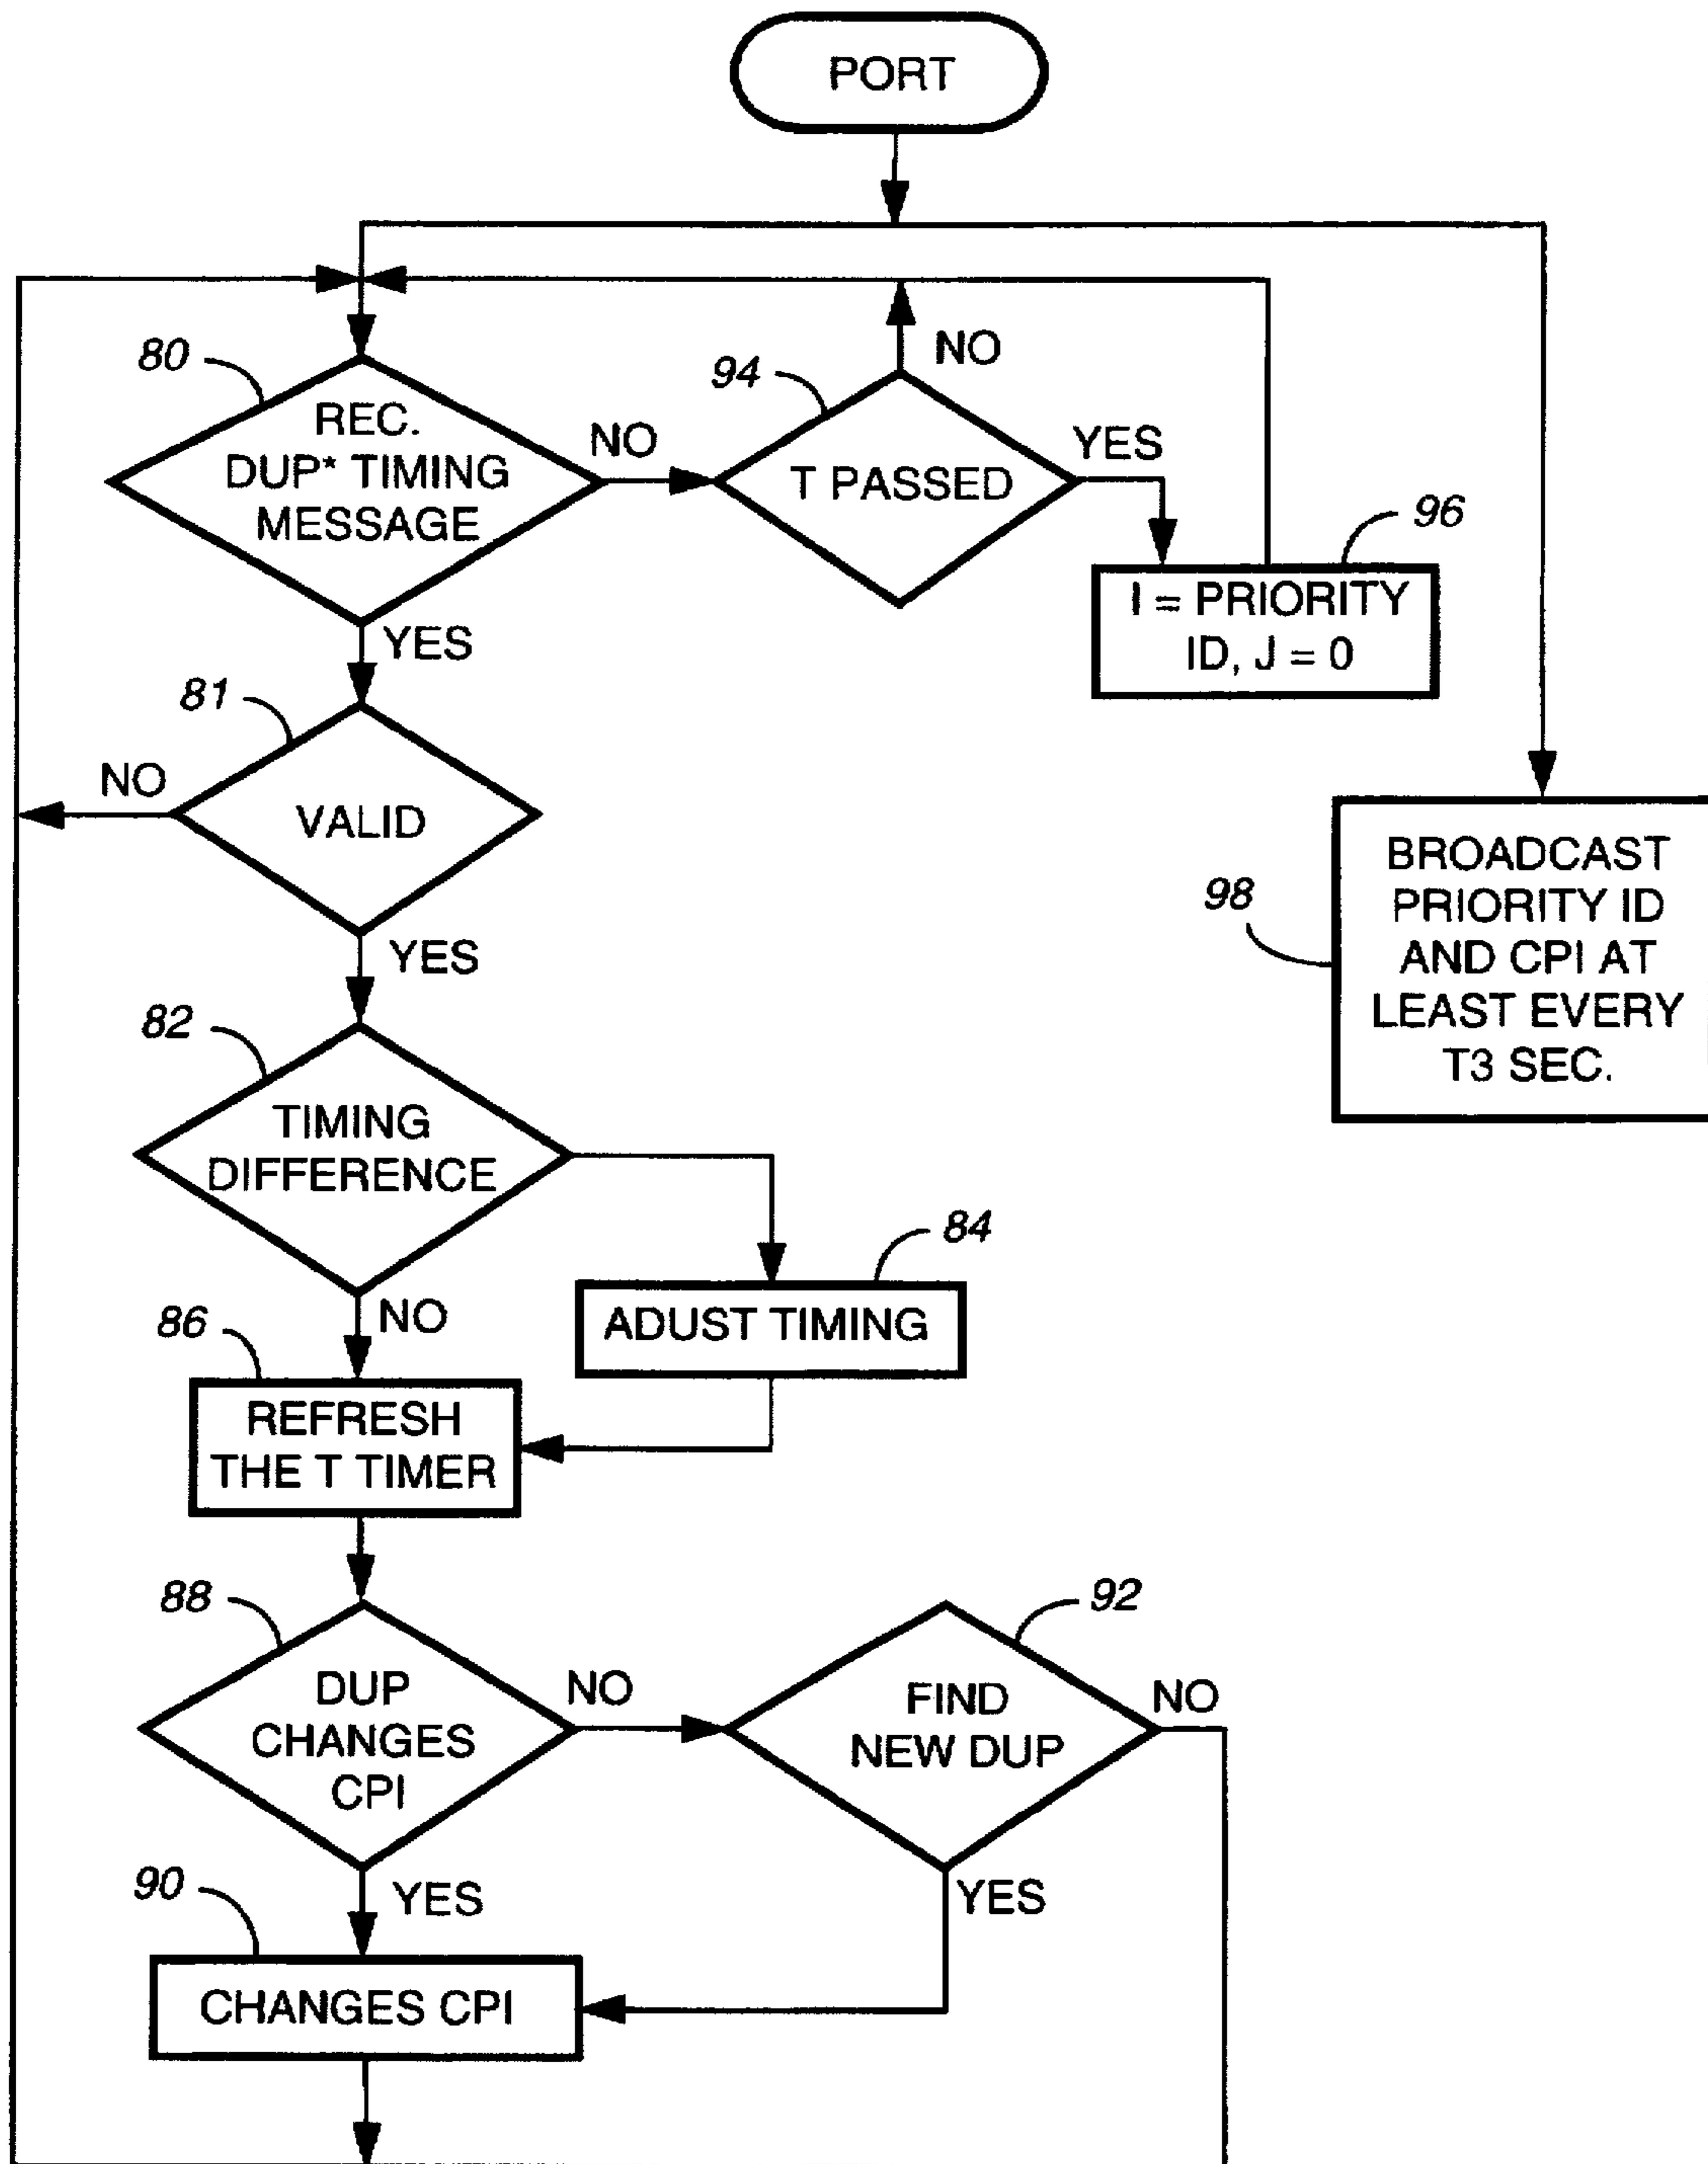 PORT
80
REC.
DUP* TIMING
MESSAGE
NO
YES
94
T PASSED
NO
YES
96
I = PRIORITY
ID, J = 0
81
VALID
NO
YES
98
BROADCAST
PRIORITY ID
AND CPI AT
LEAST EVERY
T3 SEC.
82
TIMING
DIFFERENCE
NO
84
ADUST TIMING
86
REFRESH
THE T TIMER
88
DUP
CHANGES
CPI
NO
YES
92
FIND
NEW DUP
NO
YES
90
CHANGES CPI